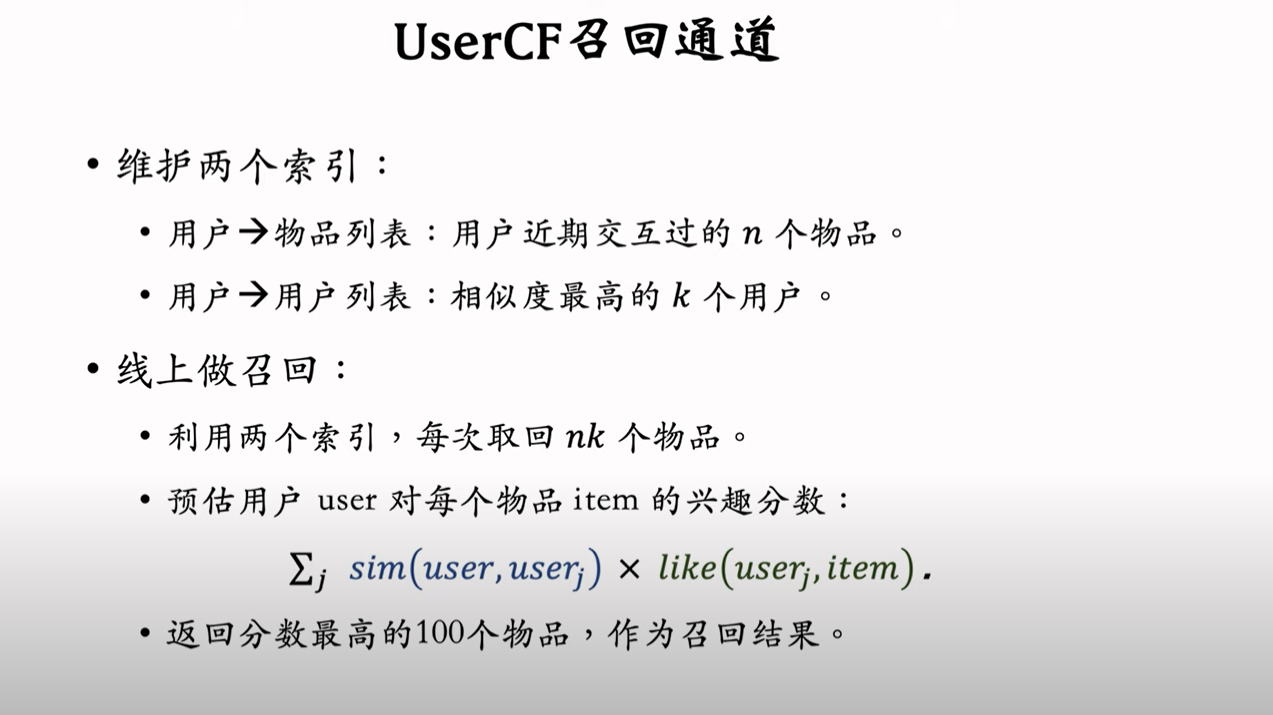 UserCF召回通道
• 维护两个索引：
• 用户→物品列表：用户近期交互过的 n 个物品。
• 用户→用户列表：相似度最高的 k 个用户。
• 线上做召回：
• 利用两个索引，每次取回 nk 个物品。
• 预估用户 user 对每个物品 item 的兴趣分数：
∑ⱼ sim(user, userⱼ) × like(userⱼ, item) .
• 返回分数最高的100个物品，作为召回结果。